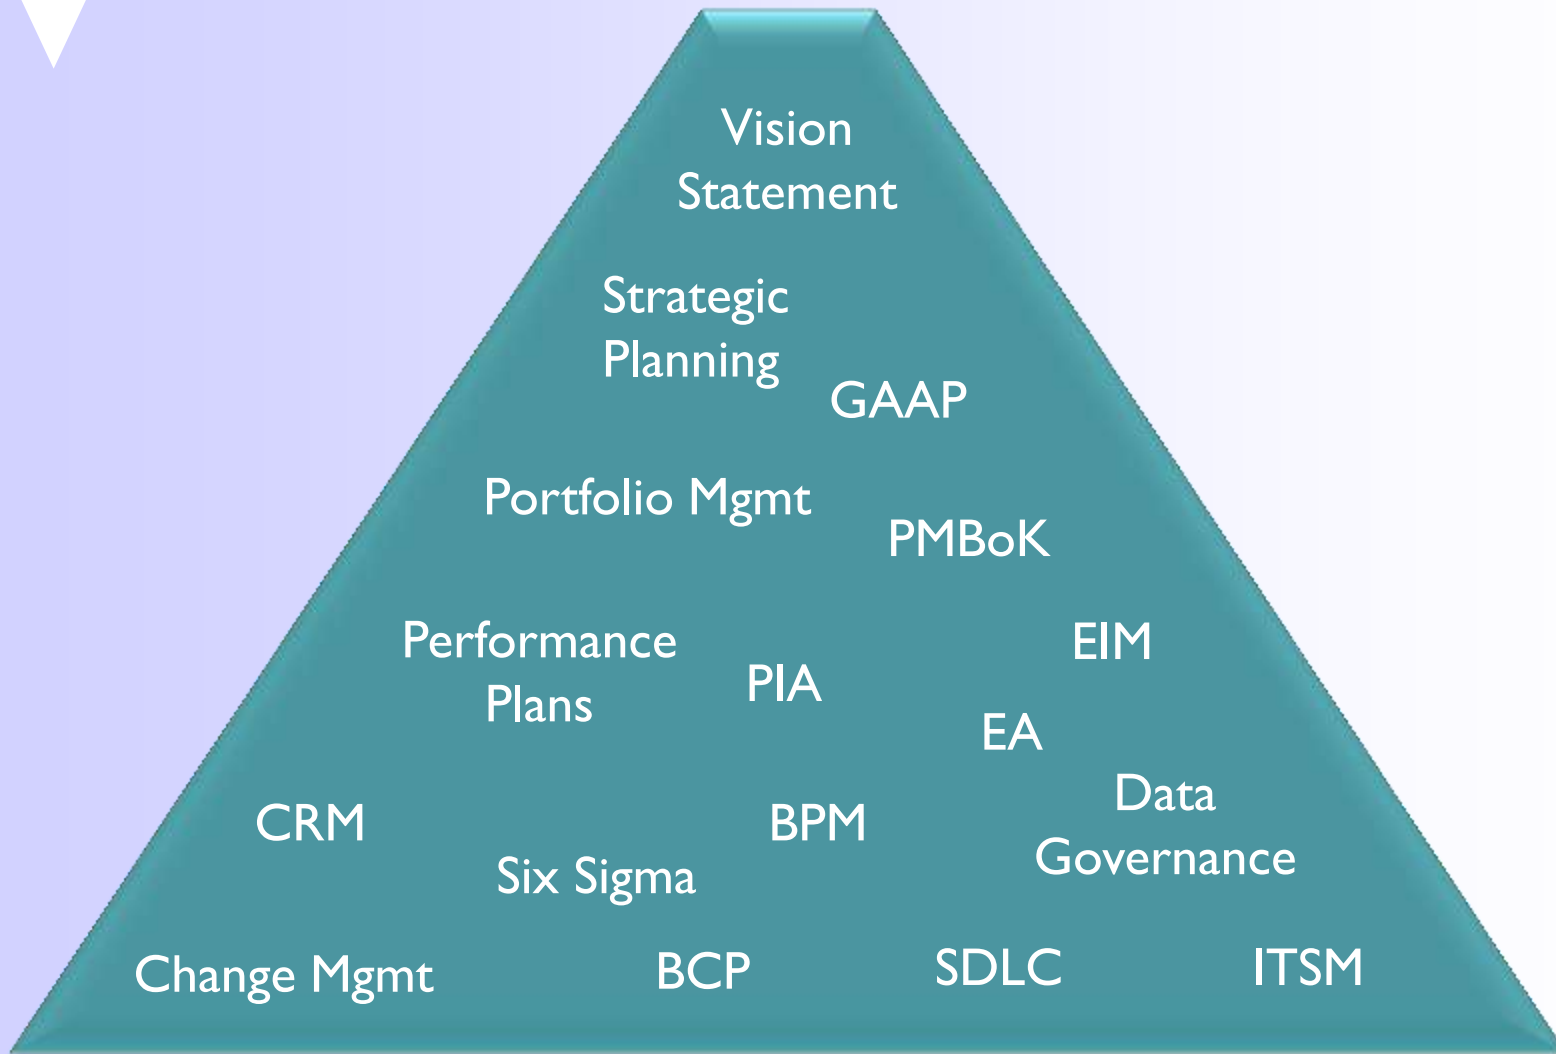 Vision
Statement
Strategic
Planning
GAAP
Portfolio Mgmt
PMBoK
Performance
Plans
PIA
EIM
EA
CRM
Six Sigma
BPM
Data
Governance
Change Mgmt
BCP
SDLC
ITSM